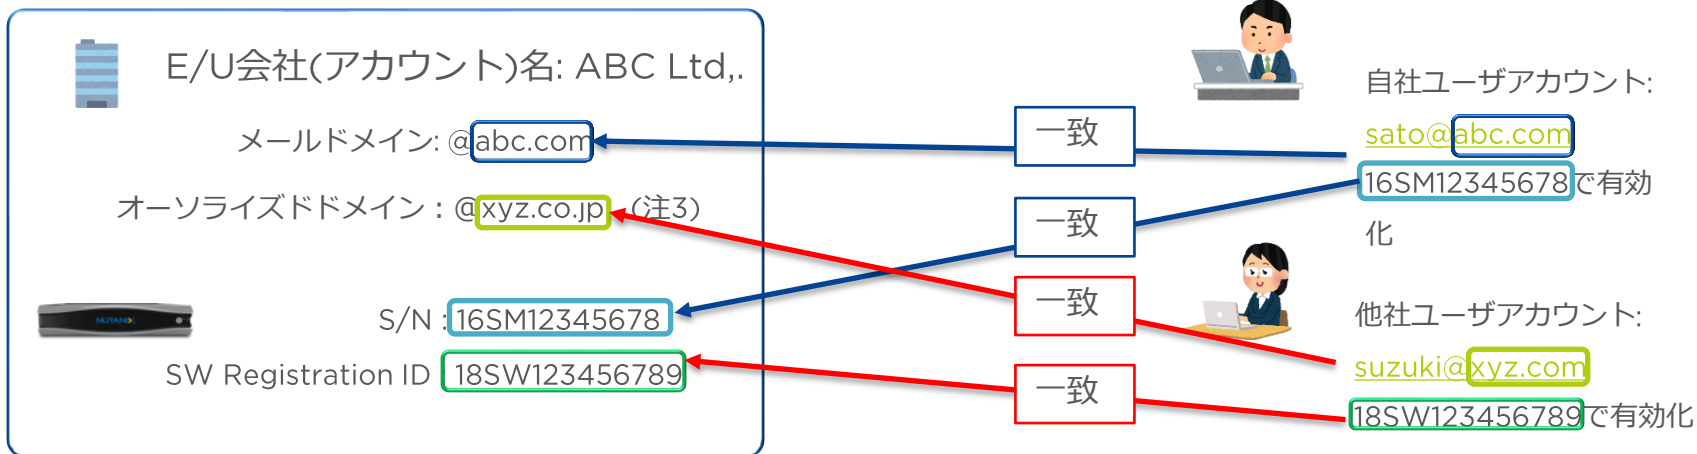 E/U会社(アカウント)名: ABC Ltd,.
メールドメイン: @abc.com
オーソライズドドメイン：@xyz.co.jp (注3)
NUTANIX
S/N : 16SM12345678
SW Registration ID : 18SW123456789
一致
一致
一致
一致
自社ユーザアカウント:
sato@abc.com
16SM12345678で有効
化
他社ユーザアカウント:
suzuki@xyz.com
18SW123456789で有効化